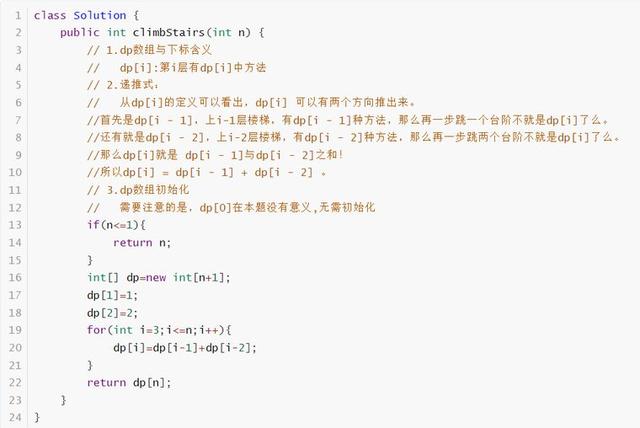 1 class Solution {
2 public int climbStairs(int n) {
3 // 1.dp数组与下标含义
4 // dp[i]:第i层有dp[i]中方法
5 // 2.递推式：
6 // 从dp[i]的定义可以看出，dp[i] 可以有两个方向推出来。
7 //首先是dp[i - 1]，上i-1层楼梯，有dp[i - 1]种方法，那么再一步跳一个台阶不就是dp[i]了么。
8 //还有就是dp[i - 2]，上i-2层楼梯，有dp[i - 2]种方法，那么再一步跳两个台阶不就是dp[i]了么。
9 //那么dp[i]就是 dp[i - 1]与dp[i - 2]之和！
10 //所以dp[i] = dp[i - 1] + dp[i - 2] 。
11 // 3.dp数组初始化
12 // 需要注意的是，dp[0]在本题没有意义,无需初始化
13 if(n<=1){
14 return n;
15 }
16 int[] dp=new int[n+1];
17 dp[1]=1;
18 dp[2]=2;
19 for(int i=3;i<=n;i++){
20 dp[i]=dp[i-1]+dp[i-2];
21 }
22 return dp[n];
23 }
24 }